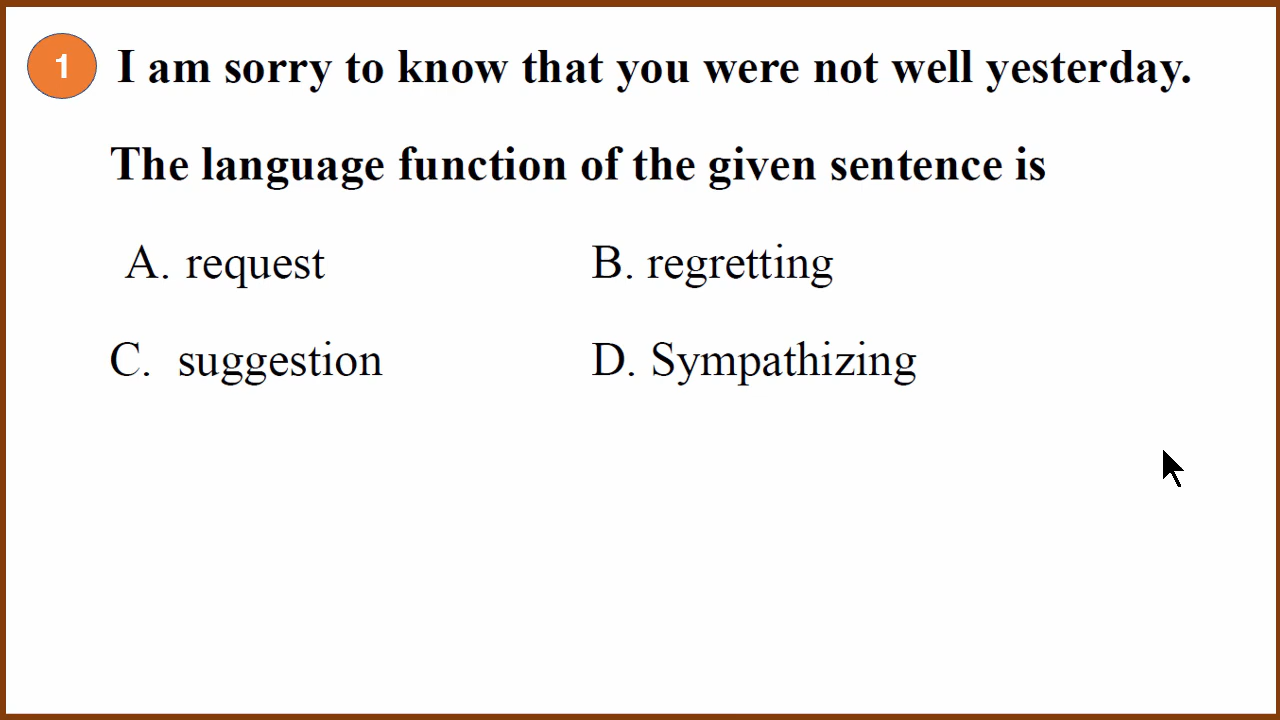 1 I am sorry to know that you were not well yesterday.
The language function of the given sentence is
A. request B. regretting
C. suggestion D. Sympathizing